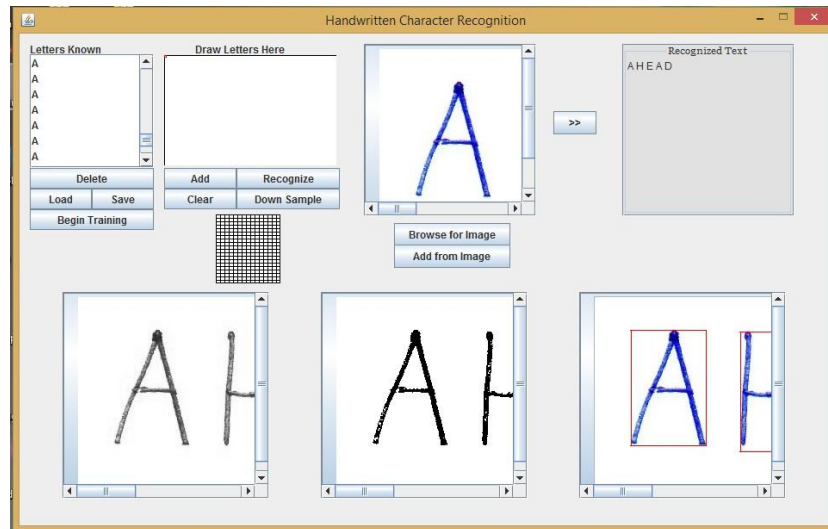 Handwritten Character Recognition
Letters Known
A
A
A
A
A
A
A
Delete
Load Save
Begin Training
Draw Letters Here
Add Recognize
Clear Down Sample
A
Browse for Image
Add from Image
>>
Recognized Text
AHEAD
A H
A H
A H